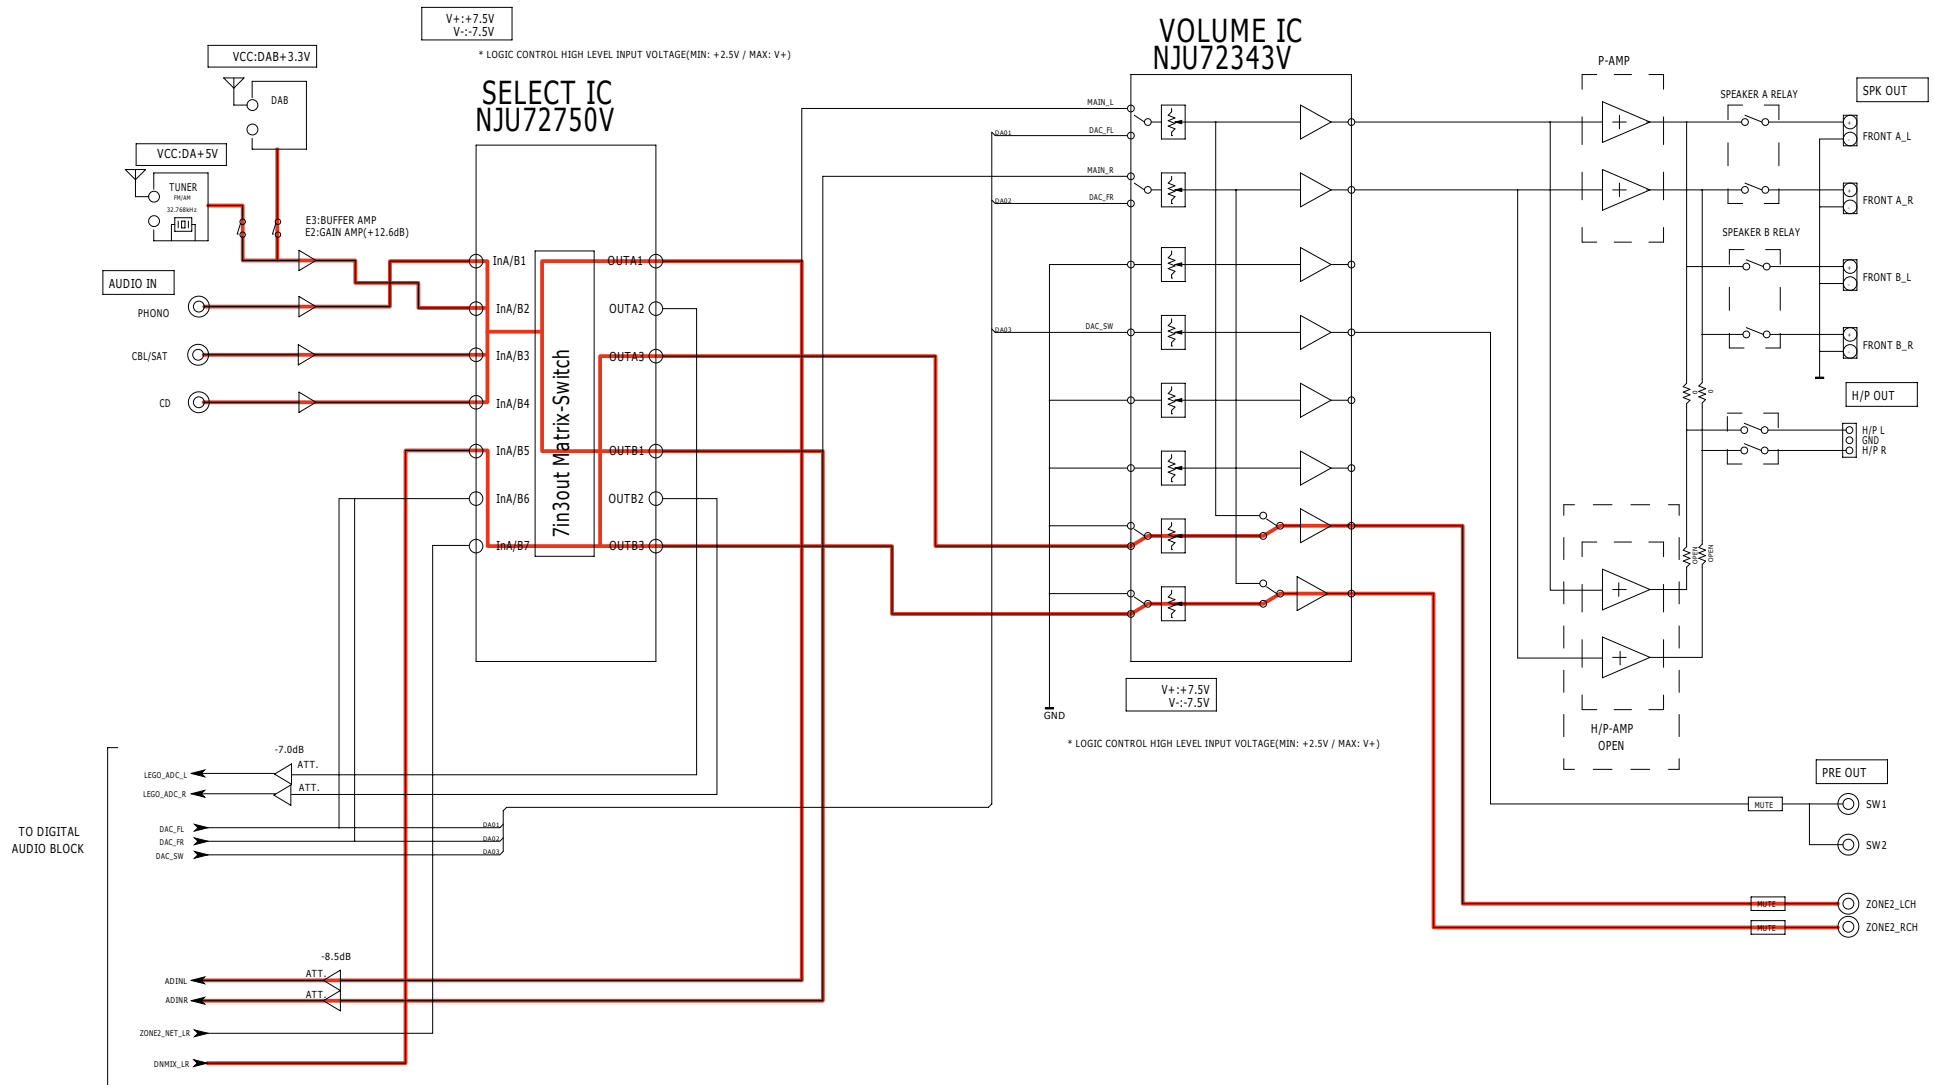 V+:+7.5V
V-:-7.5V
* LOGIC CONTROL HIGH LEVEL INPUT VOLTAGE(MIN: +2.5V / MAX: V+)
VCC:DAB+3.3V
DAB
VCC:DA+5V
TUNER
FM/AM
32.768kHz
E3:BUFFER AMP
E2:GAIN AMP(+12.6dB)
AUDIO IN
PHONO
CBL/SAT
CD
SELECT IC
NJU72750V
InA/B1
InA/B2
InA/B3
InA/B4
InA/B5
InA/B6
InA/B7
7in3out Matrix-Switch
OUTA1
OUTA2
OUTA3
OUTB1
OUTB2
OUTB3
VOLUME IC
NJU72343V
MAIN_L
DA01
DAC_FL
MAIN_R
DA02
DAC_FR
DA03
DAC_SW
GND
V+:+7.5V
V-:-7.5V
* LOGIC CONTROL HIGH LEVEL INPUT VOLTAGE(MIN: +2.5V / MAX: V+)
P-AMP
SPEAKER A RELAY
SPK OUT
+
-
FRONT A_L
+
-
FRONT A_R
SPEAKER B RELAY
+
-
FRONT B_L
+
-
FRONT B_R
0
0
H/P OUT
H/P L
GND
H/P R
OPEN
OPEN
H/P-AMP
OPEN
PRE OUT
MUTE
SW1
SW2
MUTE
ZONE2_LCH
MUTE
ZONE2_RCH
TO DIGITAL
AUDIO BLOCK
-7.0dB
ATT.
LEGO_ADC_L
ATT.
LEGO_ADC_R
DAC_FL
DA01
DAC_FR
DA02
DAC_SW
DA03
-8.5dB
ATT.
ADINL
ATT.
ADINR
ZONE2_NET_LR
DNMIX_LR